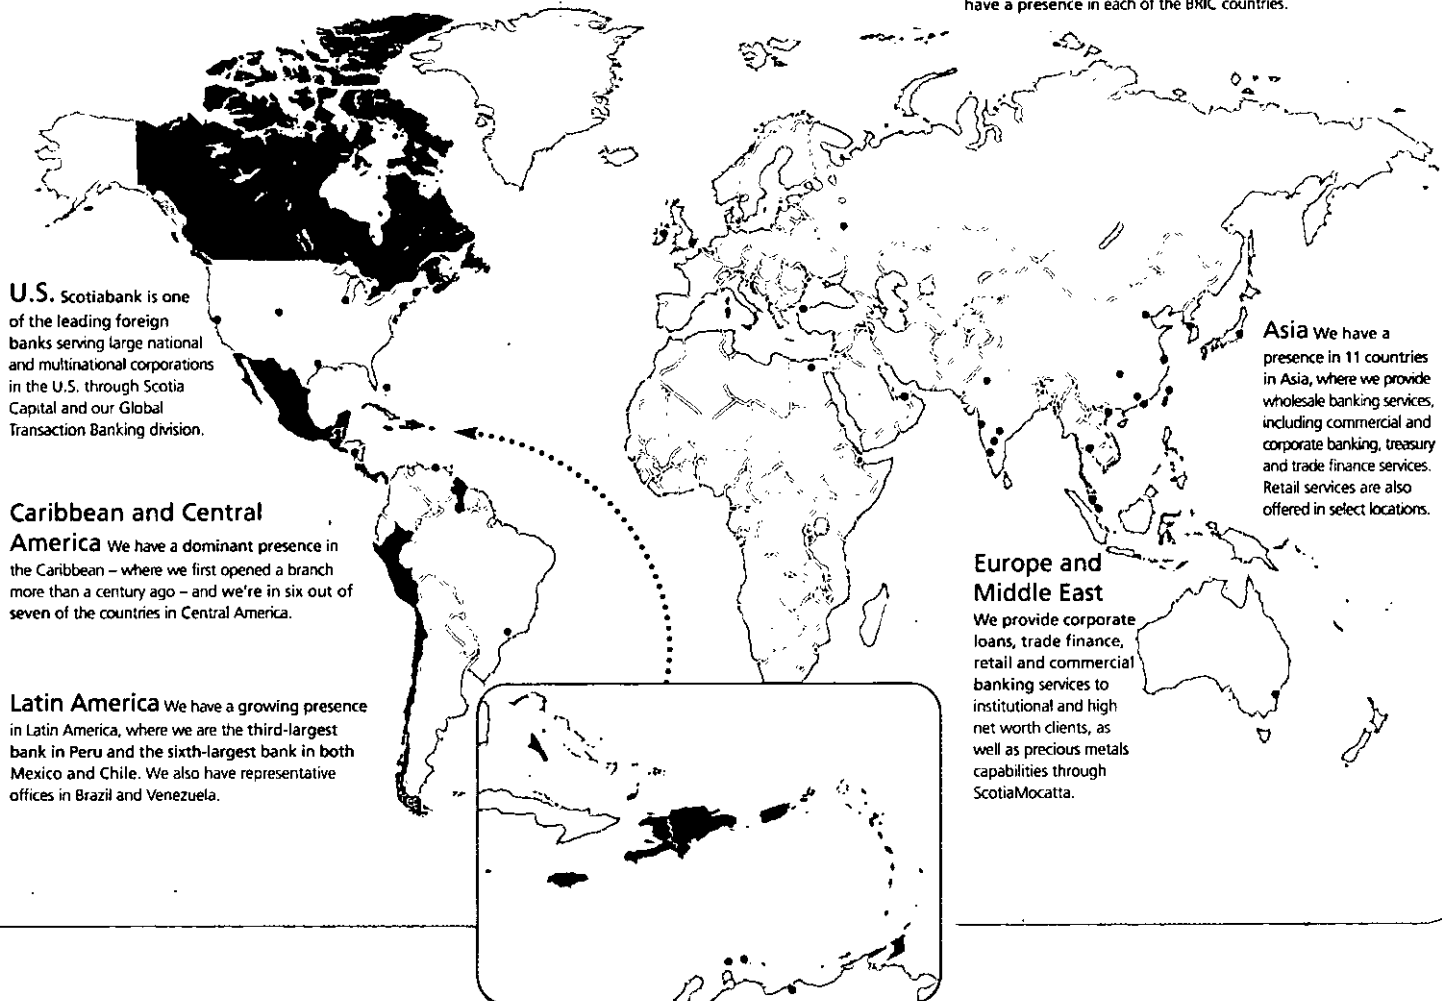 have a presence in each of the BRIC countries.
U.S. Scotiabank is one
of the leading foreign
banks serving large national
and multinational corporations
in the U.S. through Scotia
Capital and our Global
Transaction Banking division.
Caribbean and Central
America We have a dominant presence in
the Caribbean – where we first opened a branch
more than a century ago – and we're in six out of
seven of the countries in Central America.
Latin America We have a growing presence
in Latin America, where we are the third-largest
bank in Peru and the sixth-largest bank in both
Mexico and Chile. We also have representative
offices in Brazil and Venezuela.
Asia We have a
presence in 11 countries
in Asia, where we provide
wholesale banking services,
including commercial and
corporate banking, treasury
and trade finance services.
Retail services are also
offered in select locations.
Europe and
Middle East
We provide corporate
loans, trade finance,
retail and commercial
banking services to
institutional and high
net worth clients, as
well as precious metals
capabilities through
ScotiaMocatta.